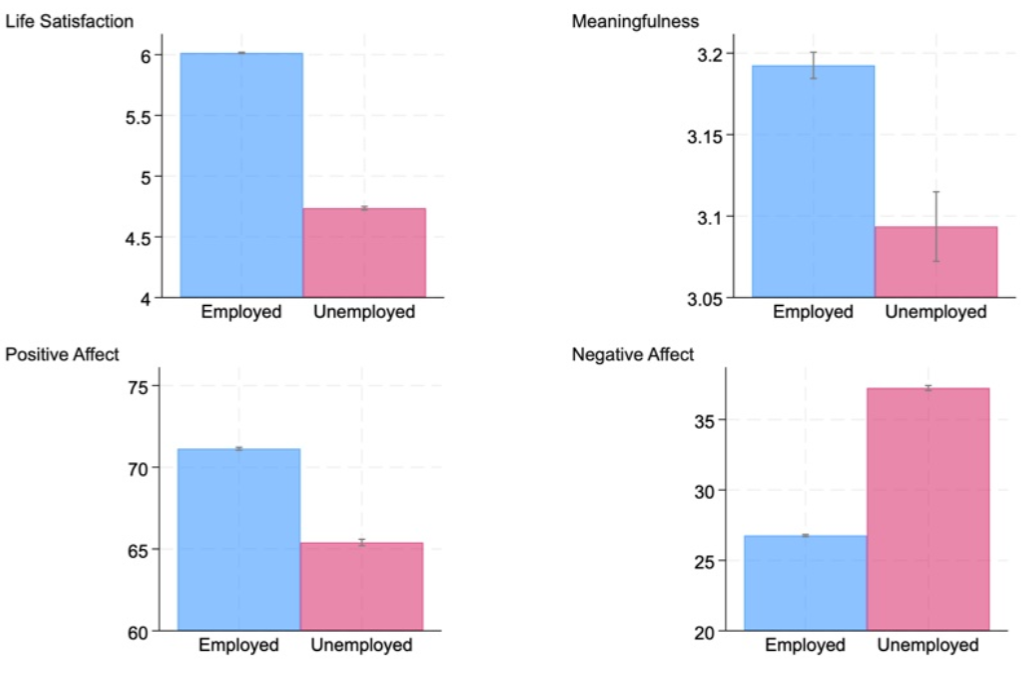 Life Satisfaction
6
5.5
5
4.5
4
Employed Unemployed
Meaningfulness
3.2
3.15
3.1
3.05
Employed Unemployed
Positive Affect
75
70
65
60
Employed Unemployed
Negative Affect
35
30
25
20
Employed Unemployed